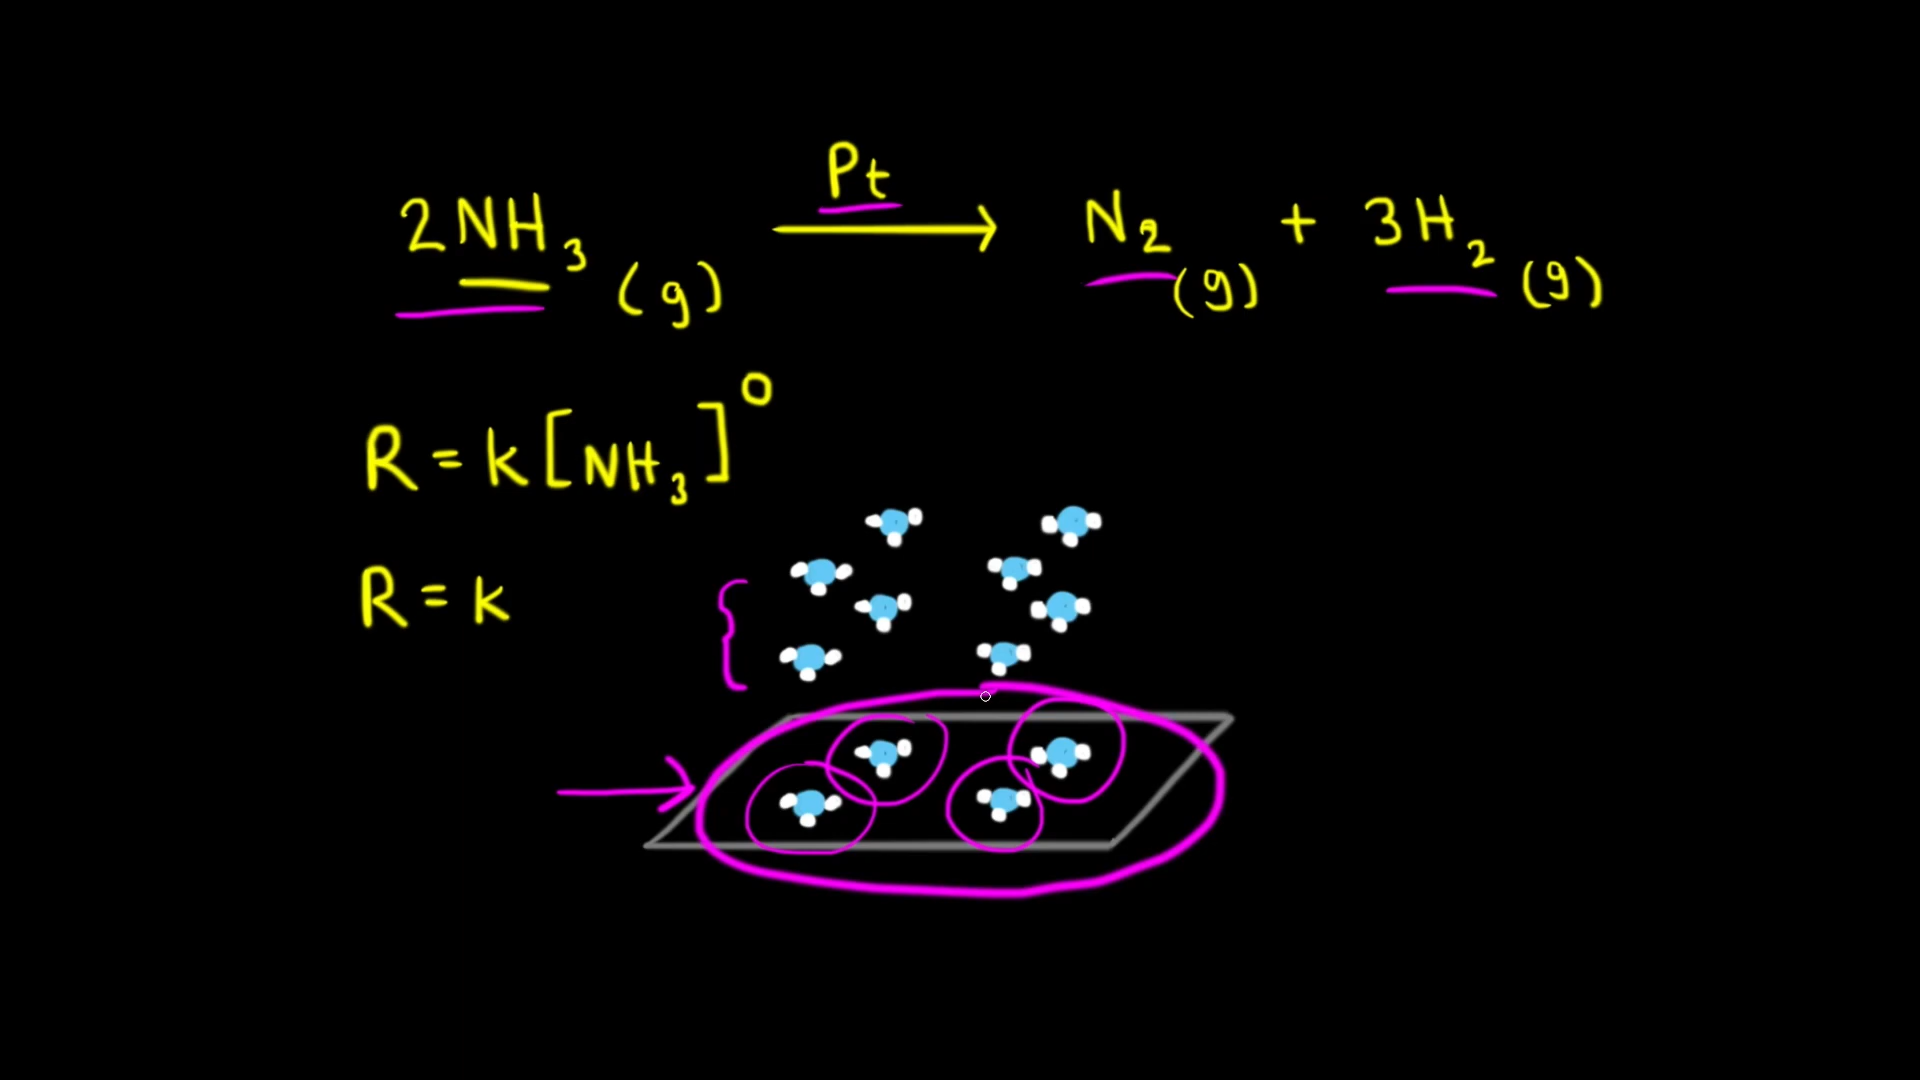 2NH₃ (g) Pt → N₂ (g) + 3H₂ (g)
R = k[NH₃]⁰
R = k